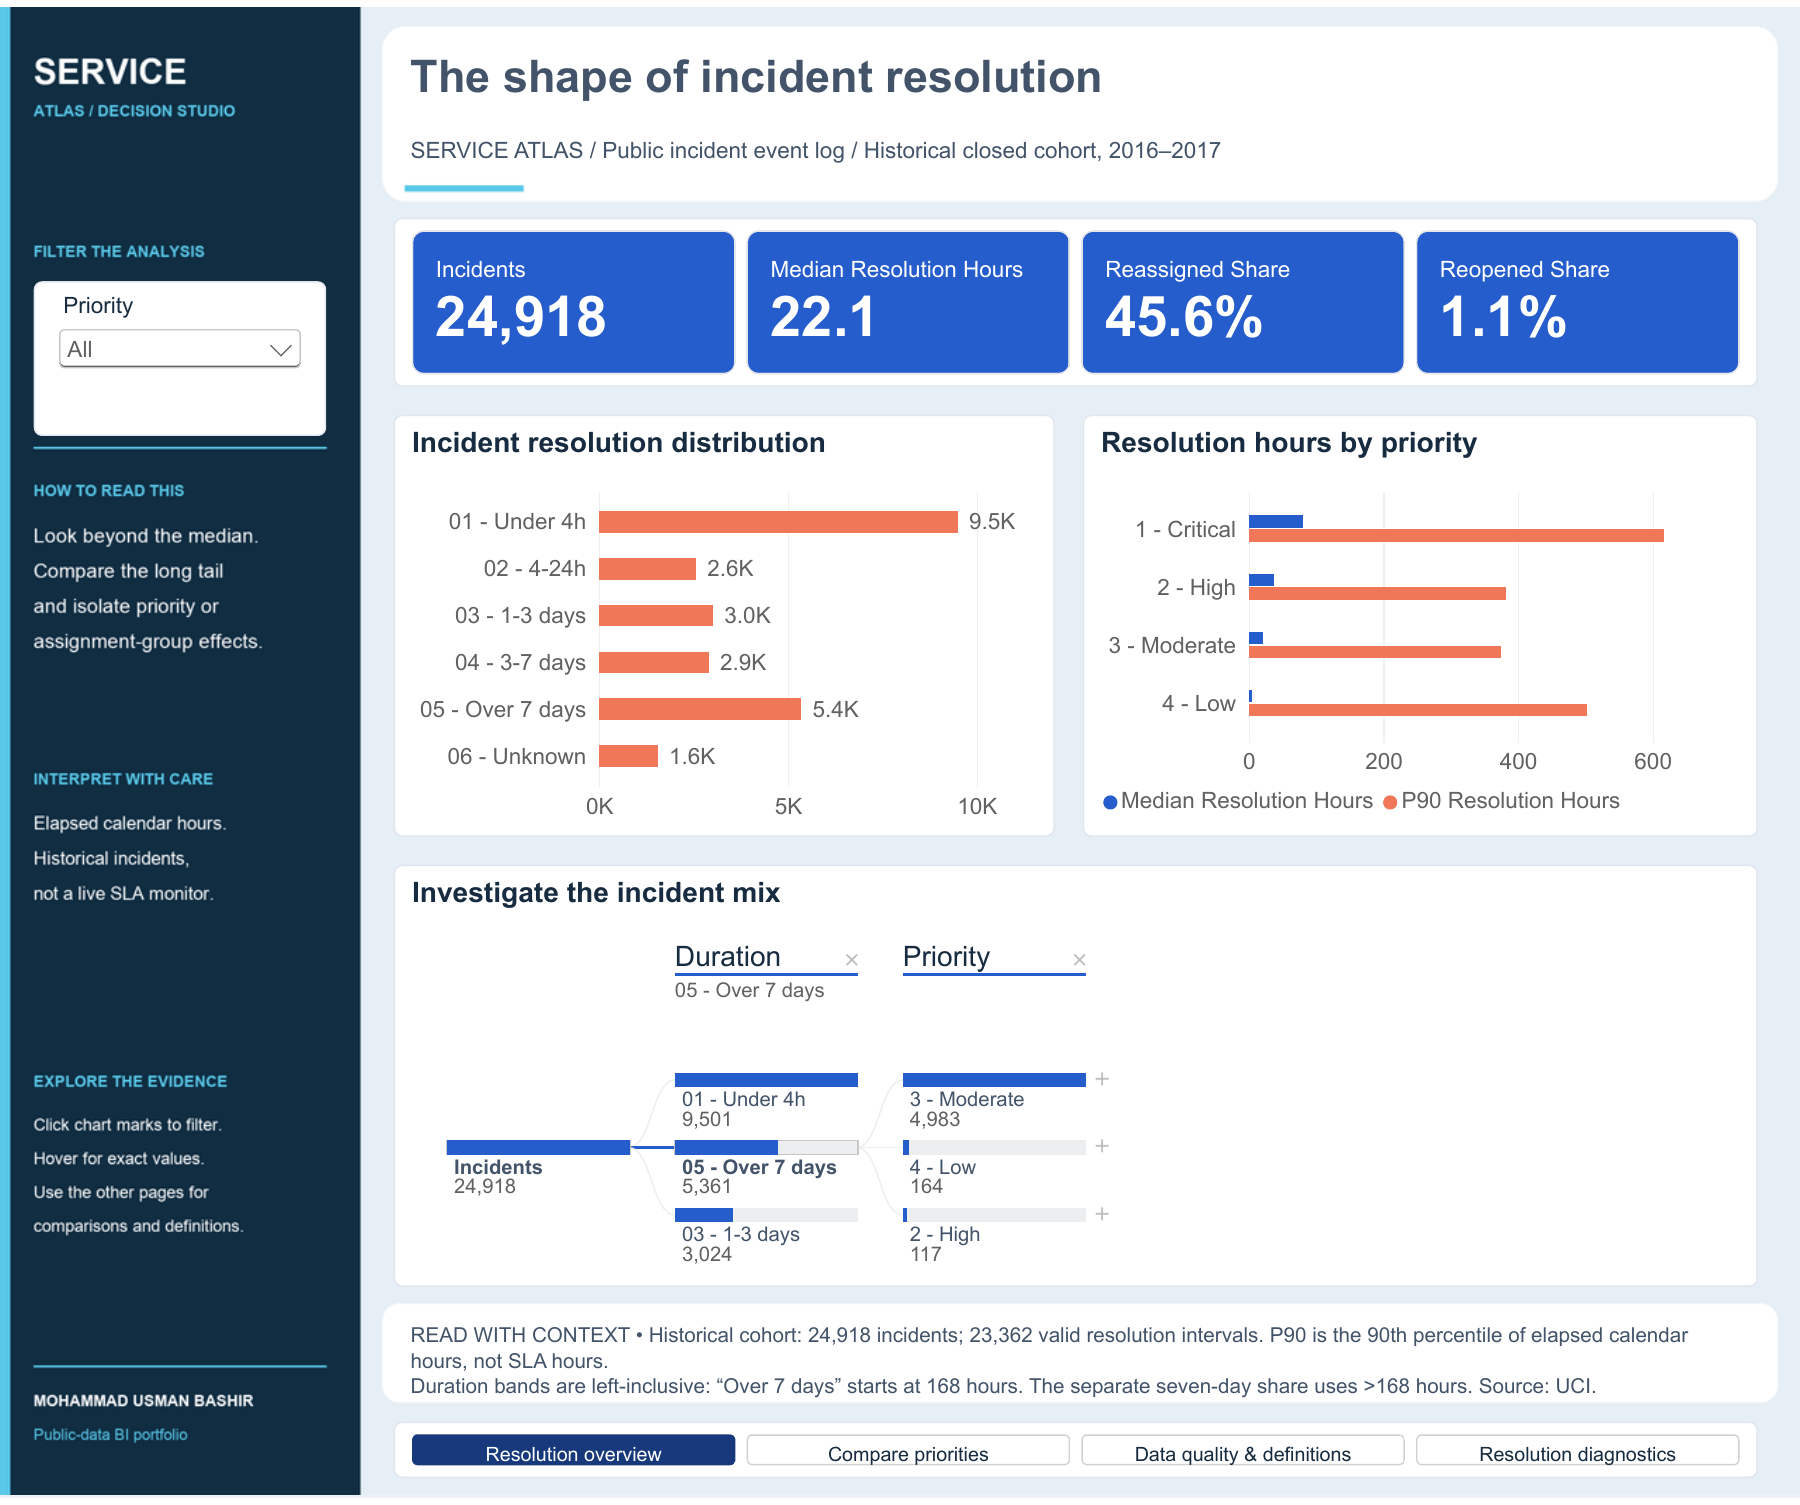 SERVICE
ATLAS / DECISION STUDIO
FILTER THE ANALYSIS
Priority
All
HOW TO READ THIS
Look beyond the median.
Compare the long tail
and isolate priority or
assignment-group effects.
INTERPRET WITH CARE
Elapsed calendar hours.
Historical incidents,
not a live SLA monitor.
EXPLORE THE EVIDENCE
Click chart marks to filter.
Hover for exact values.
Use the other pages for
comparisons and definitions.
MOHAMMAD USMAN BASHIR
Public-data BI portfolio
The shape of incident resolution
SERVICE ATLAS / Public incident event log / Historical closed cohort, 2016–2017
Incidents
24,918
Median Resolution Hours
22.1
Reassigned Share
45.6%
Reopened Share
1.1%
Incident resolution distribution
01 - Under 4h 9.5K
02 - 4-24h 2.6K
03 - 1-3 days 3.0K
04 - 3-7 days 2.9K
05 - Over 7 days 5.4K
06 - Unknown 1.6K
0K 5K 10K
Resolution hours by priority
1 - Critical
2 - High
3 - Moderate
4 - Low
0 200 400 600
Median Resolution Hours P90 Resolution Hours
Investigate the incident mix
Duration ×
05 - Over 7 days
Priority ×
Incidents
24,918
01 - Under 4h
9,501
05 - Over 7 days
5,361
03 - 1-3 days
3,024
3 - Moderate
4,983
4 - Low
164
2 - High
117
READ WITH CONTEXT • Historical cohort: 24,918 incidents; 23,362 valid resolution intervals. P90 is the 90th percentile of elapsed calendar
hours, not SLA hours.
Duration bands are left-inclusive: “Over 7 days” starts at 168 hours. The separate seven-day share uses >168 hours. Source: UCI.
Resolution overview
Compare priorities
Data quality & definitions
Resolution diagnostics